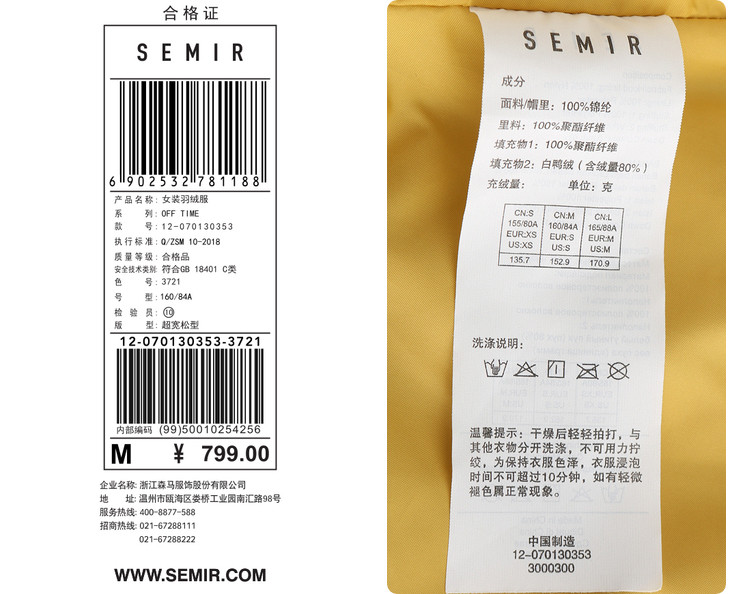 合格证
SEMIR
6 902532 781188
产品名称: 女装羽绒服
系 列: OFF TIME
款 号: 12-070130353
执行标准: Q/ZSM 10-2018
质量等级: 合格品
安全技术类别: 符合GB 18401 C类
色 号: 3721
号 型: 160/84A
检 验 员: ⑩
版 型: 超宽松型
12-070130353-3721
内部编码 (99)50010254256
M ¥ 799.00
企业名称: 浙江森马服饰股份有限公司
地 址: 温州市瓯海区娄桥工业园南汇路98号
服务热线: 400-8877-588
招商热线: 021-67288111
021-67288222
WWW.SEMIR.COM
SEMIR
成分
面料/帽里: 100%锦纶
里料: 100%聚酯纤维
填充物1: 100%聚酯纤维
填充物2: 白鸭绒(含绒量80%)
充绒量: 单位: 克
CN:S CN:M CN:L
155/80A 160/84A 165/88A
EUR:XS EUR:S EUR:M
US:XS US:S US:M
135.7 152.9 170.9
洗涤说明:
温馨提示: 干燥后轻轻拍打, 与
其他衣物分开洗涤, 不可用力拧
绞, 为保持衣服色泽, 衣服浸泡
时间不可超过10分钟, 如有轻微
褪色属正常现象。
中国制造
12-070130353
3000300